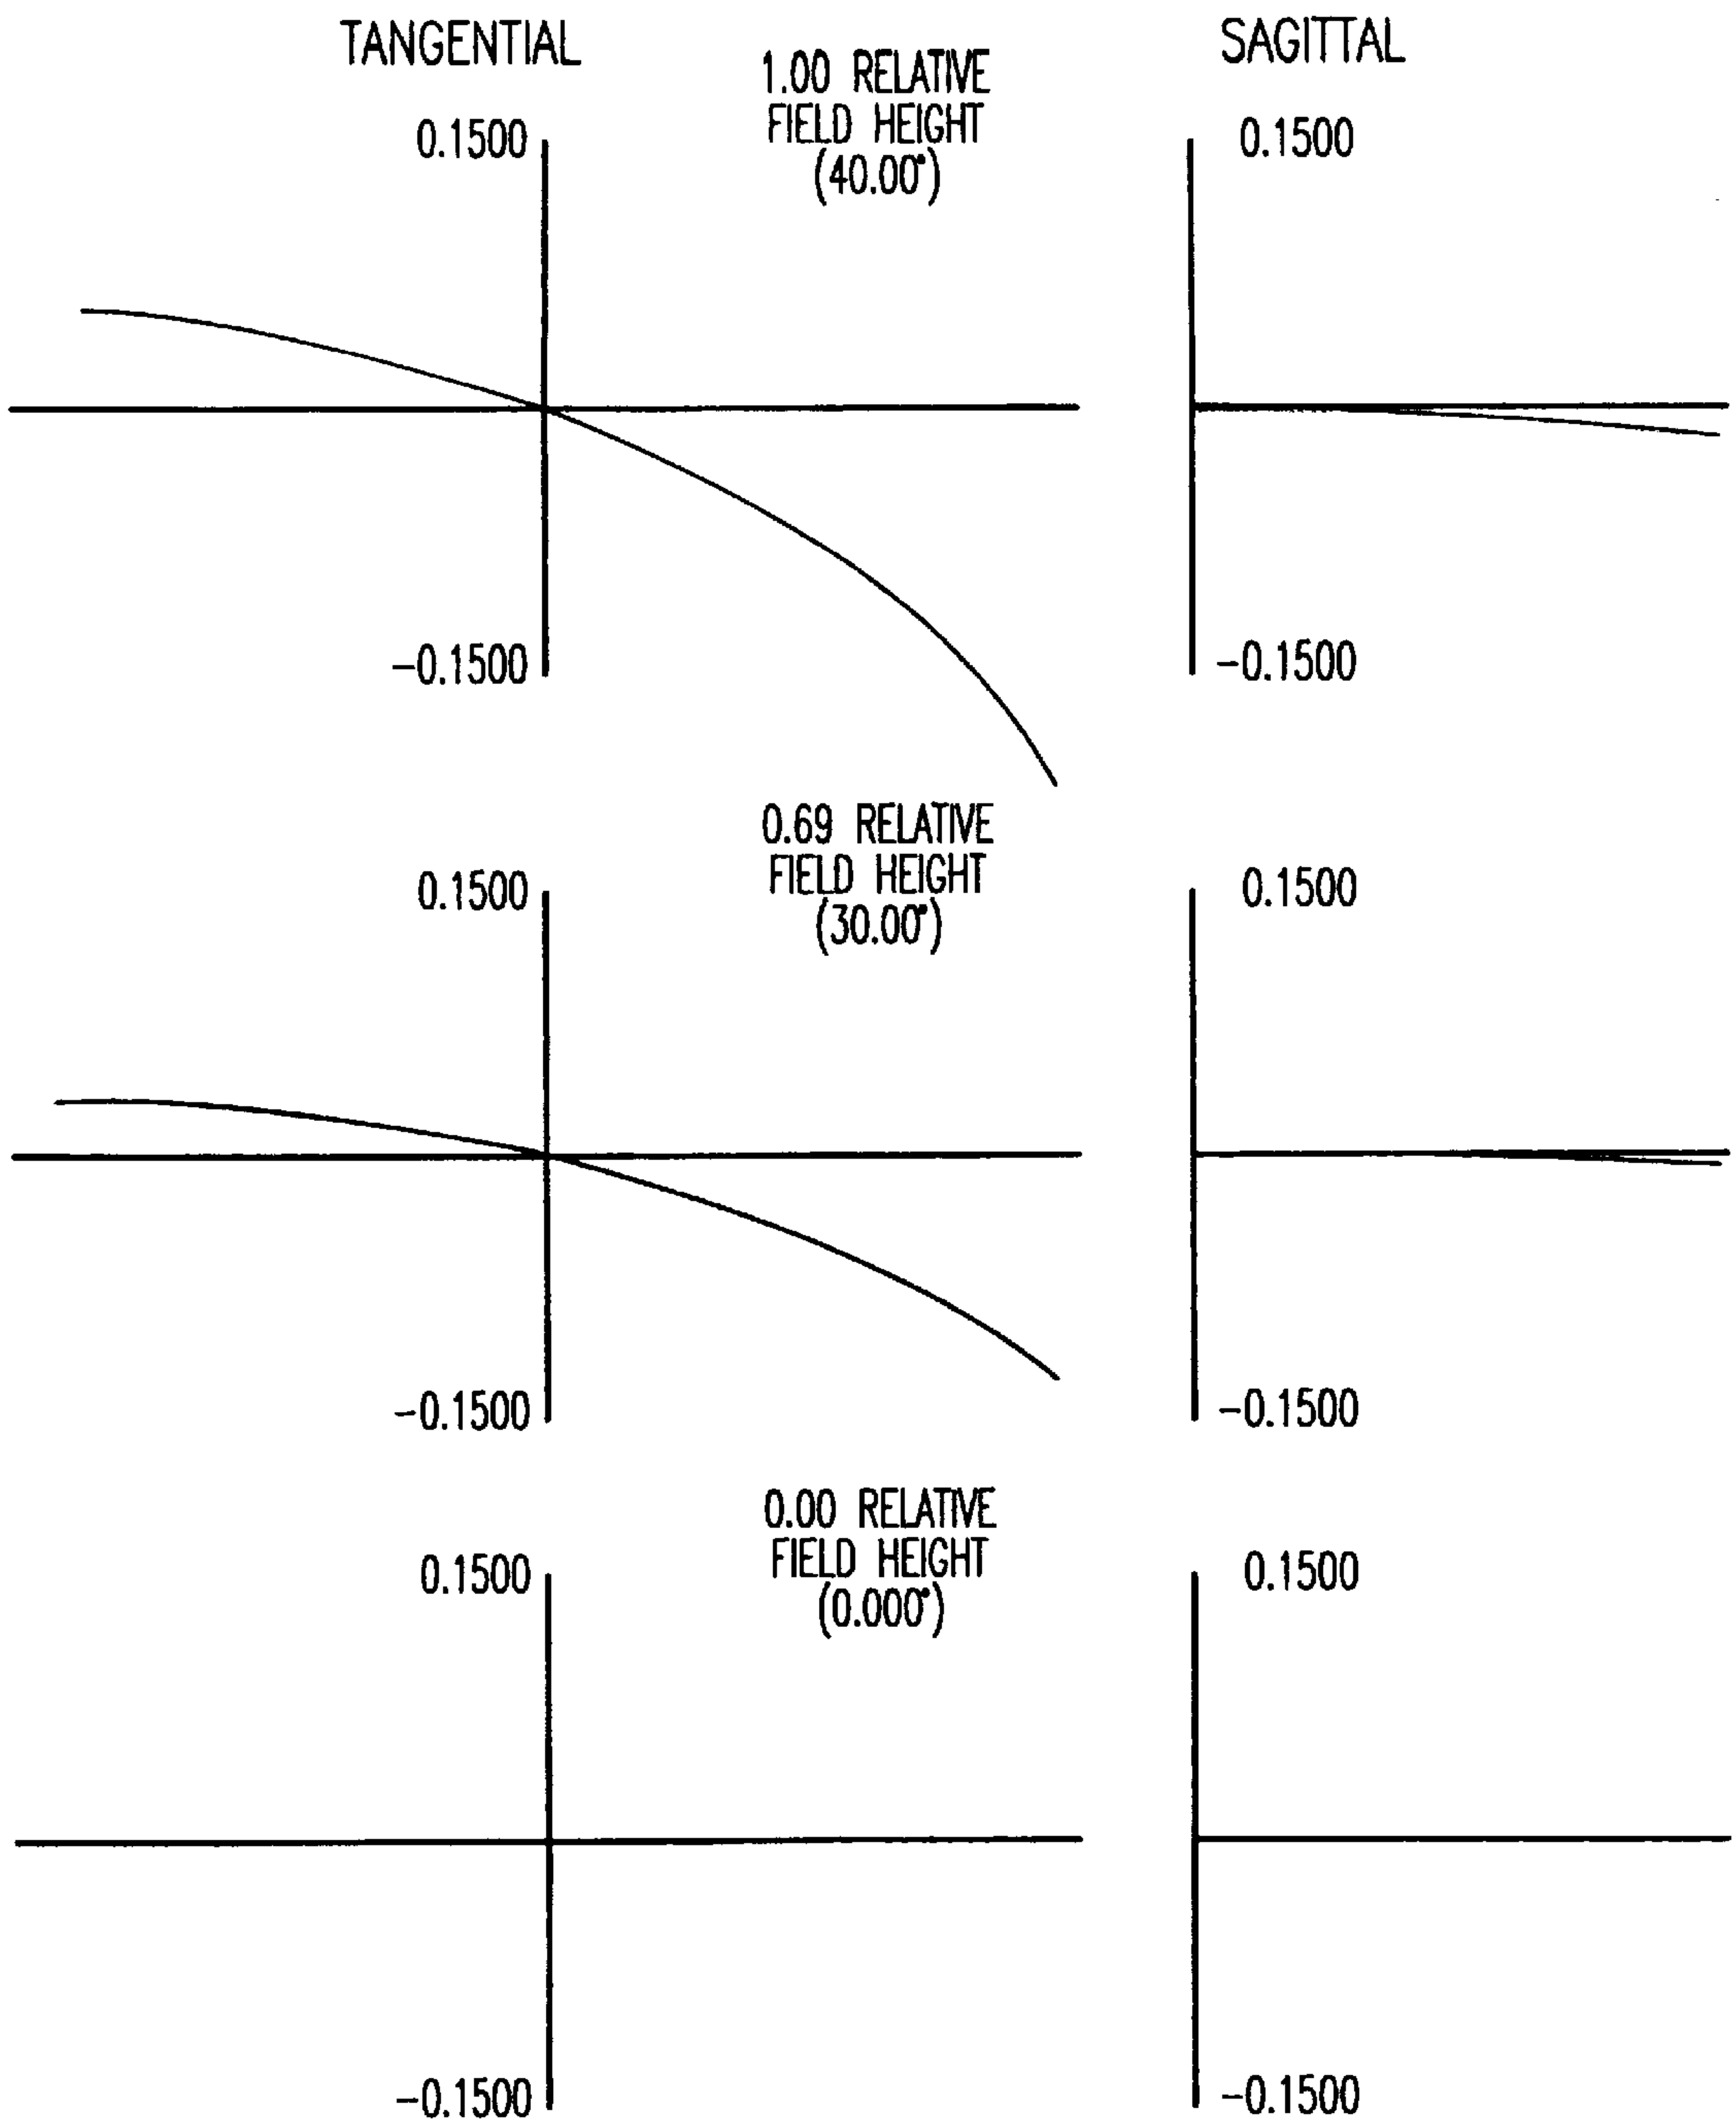 TANGENTIAL
SAGITTAL
1.00 RELATIVE
FIELD HEIGHT
(40.00°)
0.1500
0.1500
-0.1500
-0.1500
0.69 RELATIVE
FIELD HEIGHT
(30.00°)
0.1500
0.1500
-0.1500
-0.1500
0.00 RELATIVE
FIELD HEIGHT
(0.000°)
0.1500
0.1500
-0.1500
-0.1500